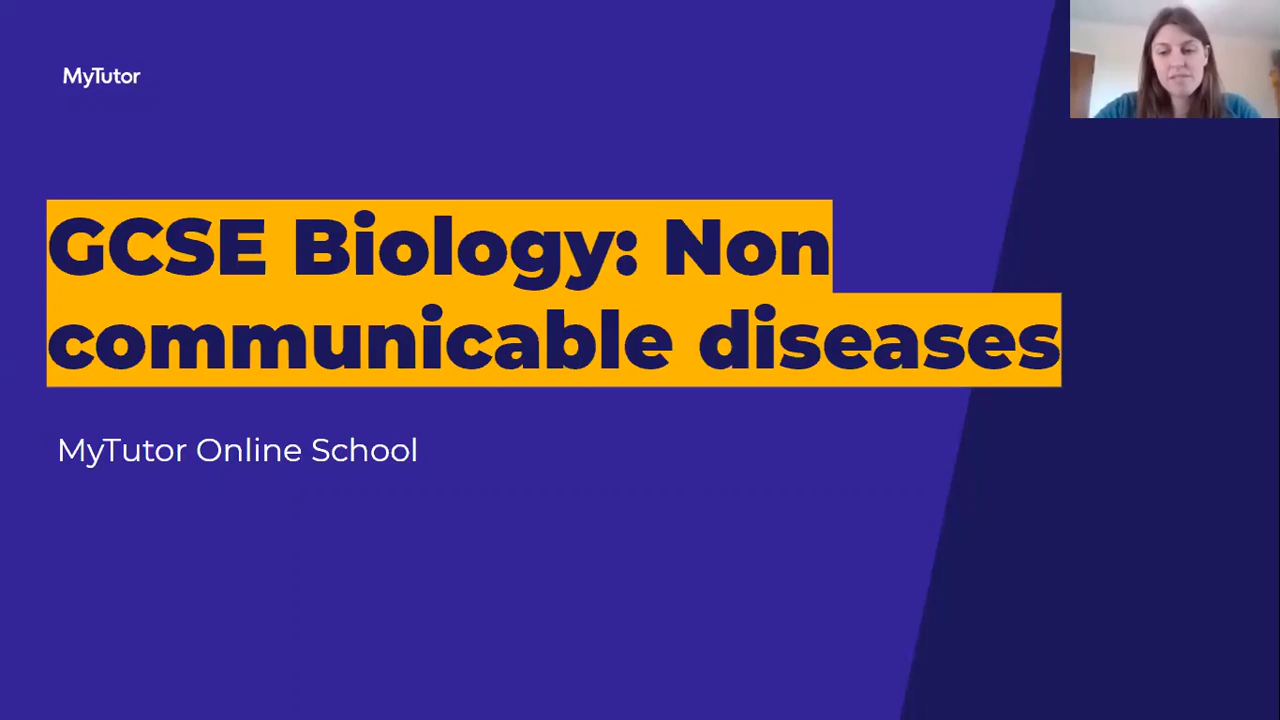 MyTutor
GCSE Biology: Non
communicable diseases
MyTutor Online School